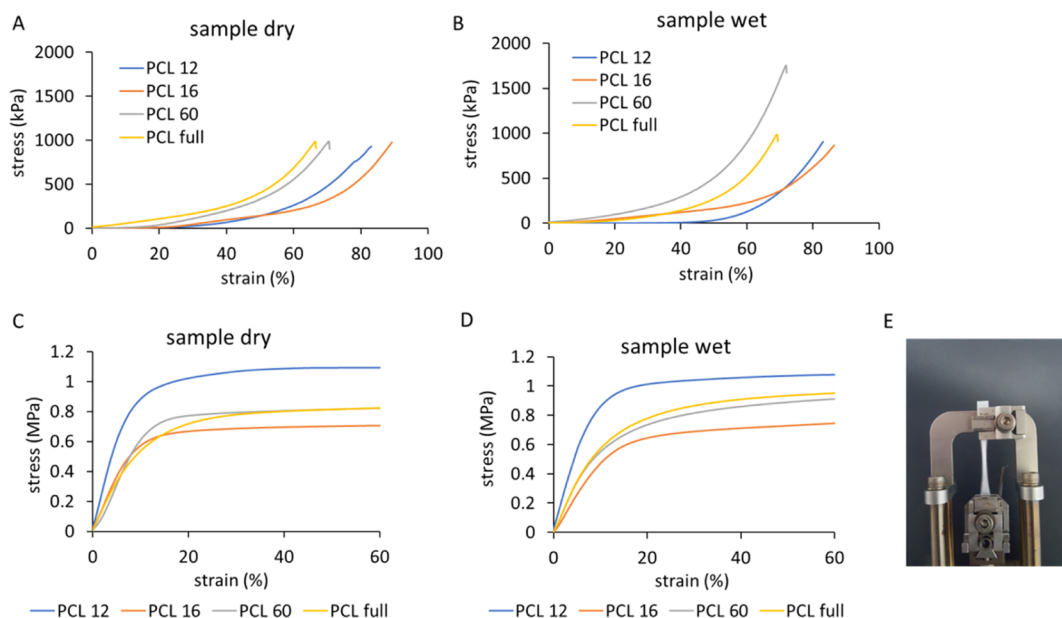 A
sample dry
2000
1500
1000
500
0
stress (kPa)
PCL 12
PCL 16
PCL 60
PCL full
0 20 40 60 80 100
strain (%)
B
sample wet
2000
1500
1000
500
0
stress (kPa)
PCL 12
PCL 16
PCL 60
PCL full
0 20 40 60 80 100
strain (%)
C
sample dry
1.2
1
0.8
0.6
0.4
0.2
0
stress (MPa)
0 20 40 60
strain (%)
PCL 12 PCL 16 PCL 60 PCL full
D
sample wet
1.2
1
0.8
0.6
0.4
0.2
0
stress (MPa)
0 20 40 60
strain (%)
PCL 12 PCL 16 PCL 60 PCL full
E